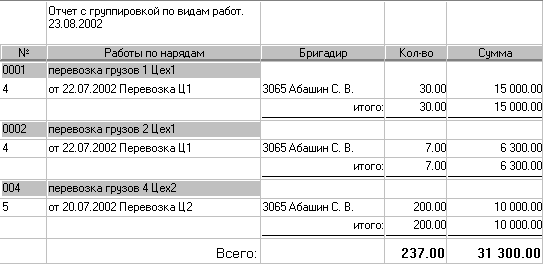 Отчет с группировкой по видам работ.
23.08.2002
№ Работы по нарядам Бригадир Кол-во Сумма
0001 перевозка грузов 1 Цех1
4 от 22.07.2002 Перевозка Ц1 3065 Абашин С. В. 30.00 15 000.00
итого: 30.00 15 000.00
0002 перевозка грузов 2 Цех1
4 от 22.07.2002 Перевозка Ц1 3065 Абашин С. В. 7.00 6 300.00
итого: 7.00 6 300.00
004 перевозка грузов 4 Цех2
5 от 20.07.2002 Перевозка Ц2 3065 Абашин С. В. 200.00 10 000.00
итого: 200.00 10 000.00
Всего: 237.00 31 300.00